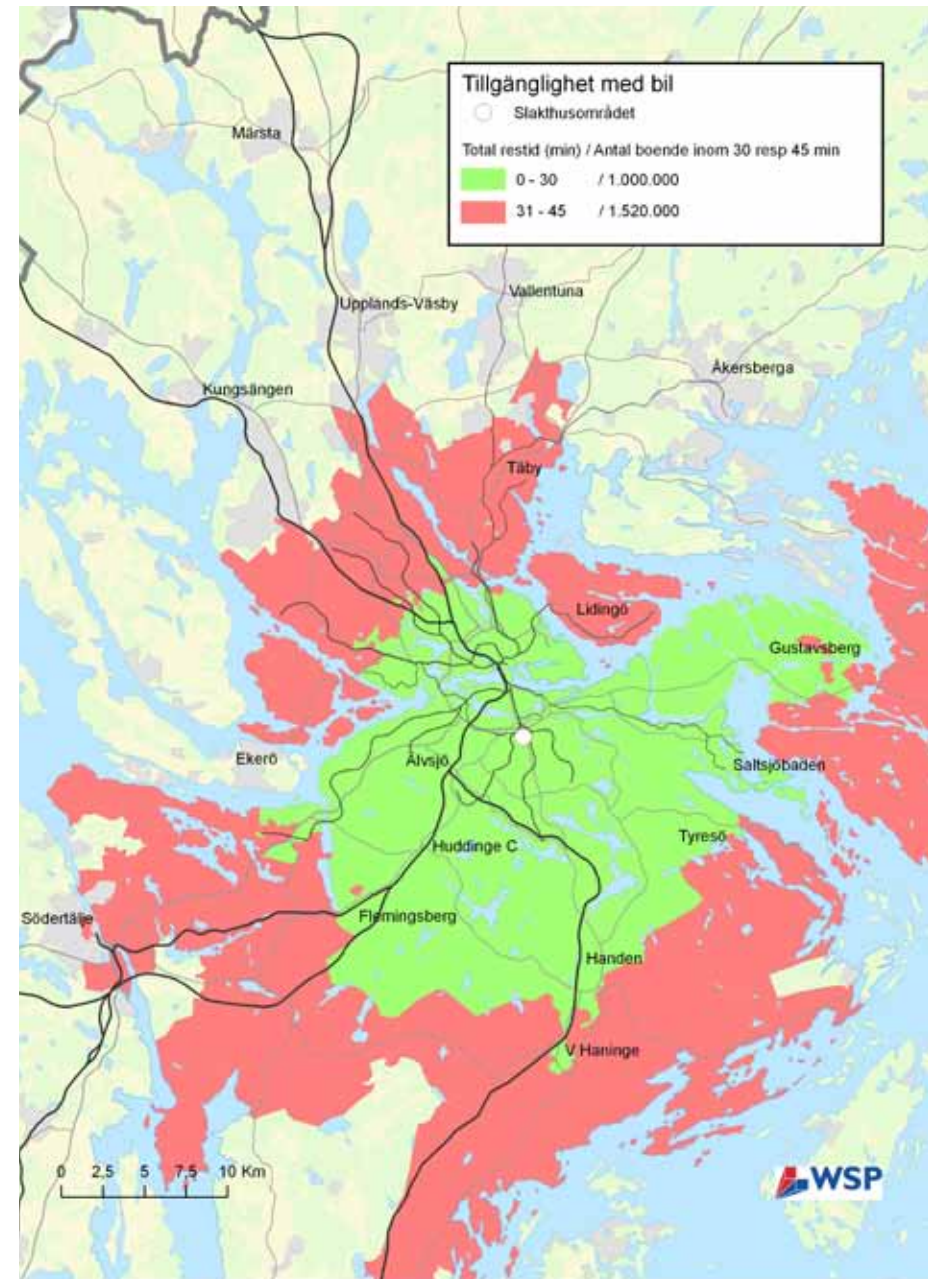 Tillgänglighet med bil
Slakthusområdet
Total restid (min) / Antal boende inom 30 resp 45 min
0 - 30 / 1.000.000
31 - 45 / 1.520.000
Märsta
Upplands-Väsby
Vallentuna
Åkersberga
Kungsängen
Täby
Lidingö
Gustavsberg
Ekerö
Älvsjö
Saltsjöbaden
Huddinge C
Tyresö
Södertälje
Flemingsberg
Handen
V Haninge
0 2,5 5 7,5 10 Km
WSP